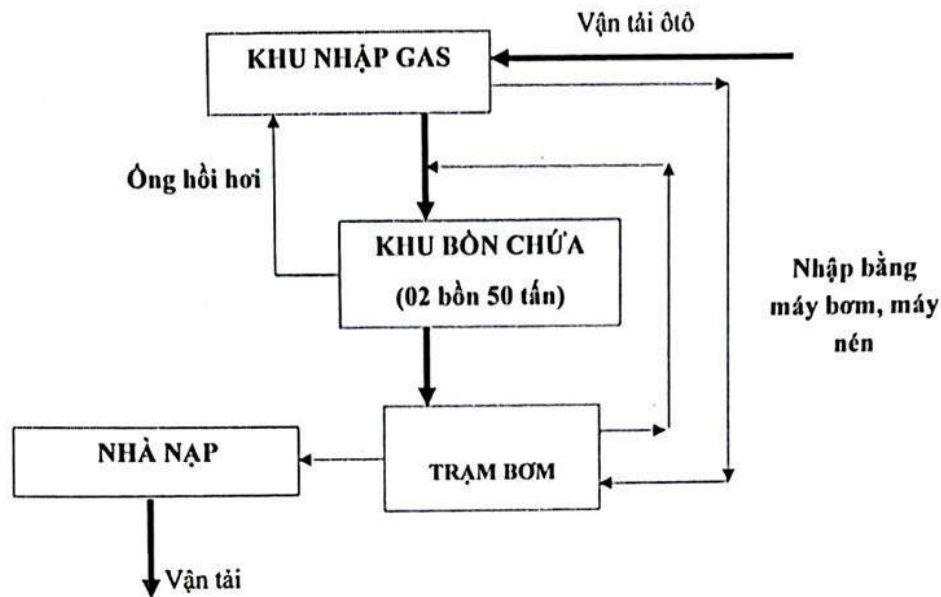 Vận tải ôtô
KHU NHẬP GAS
Ống hồi hơi
KHU BỒN CHỨA
(02 bồn 50 tấn)
Nhập bằng
máy bơm, máy
nén
NHÀ NẠP
TRẠM BƠM
Vận tải